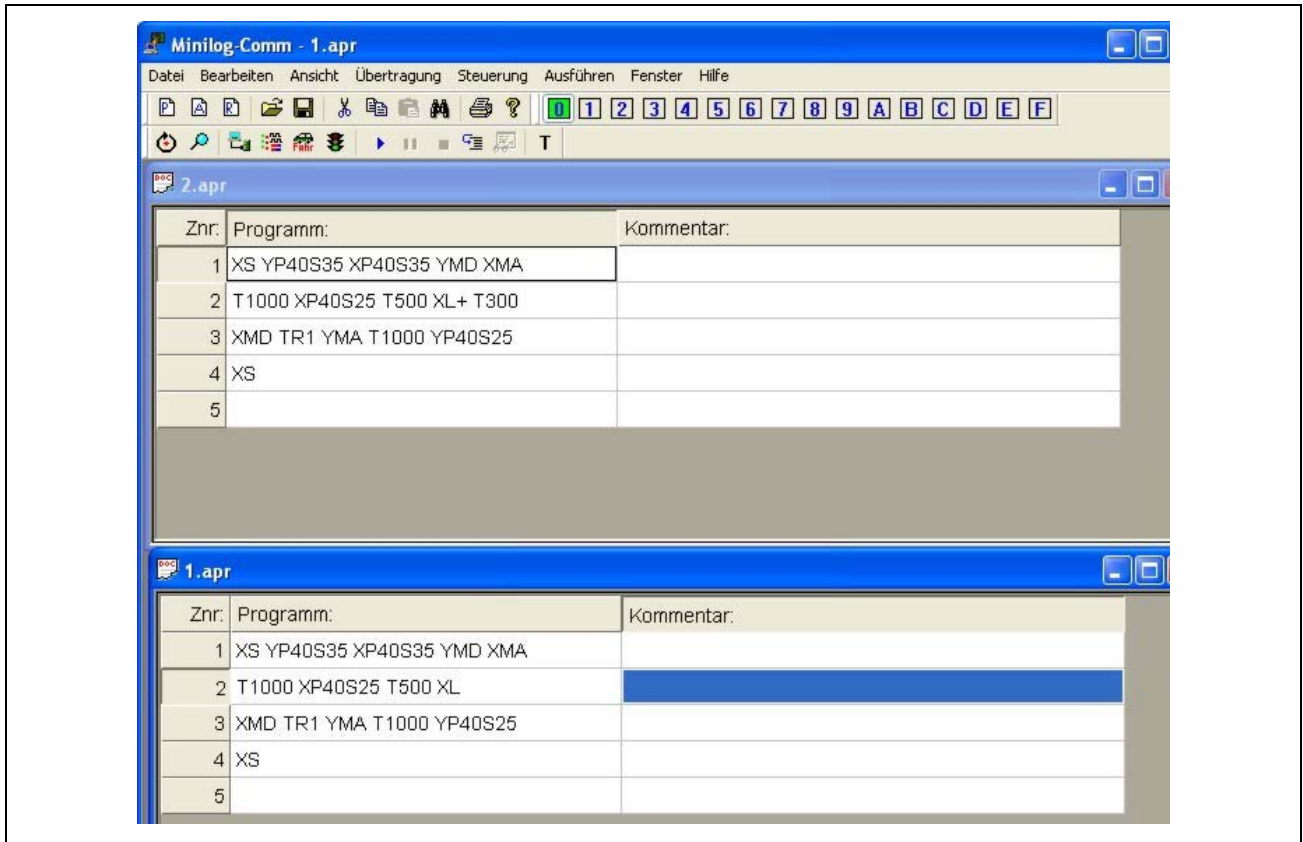 Minilog-Comm - 1.apr
Datei Bearbeiten Ansicht Übertragung Steuerung Ausführen Fenster Hilfe
P A R ? 0 1 2 3 4 5 6 7 8 9 A B C D E F
Fahr T
2.apr
Znr: Programm: Kommentar:
1 XS YP40S35 XP40S35 YMD XMA
2 T1000 XP40S25 T500 XL+ T300
3 XMD TR1 YMA T1000 YP40S25
4 XS
5
1.apr
Znr: Programm: Kommentar:
1 XS YP40S35 XP40S35 YMD XMA
2 T1000 XP40S25 T500 XL
3 XMD TR1 YMA T1000 YP40S25
4 XS
5